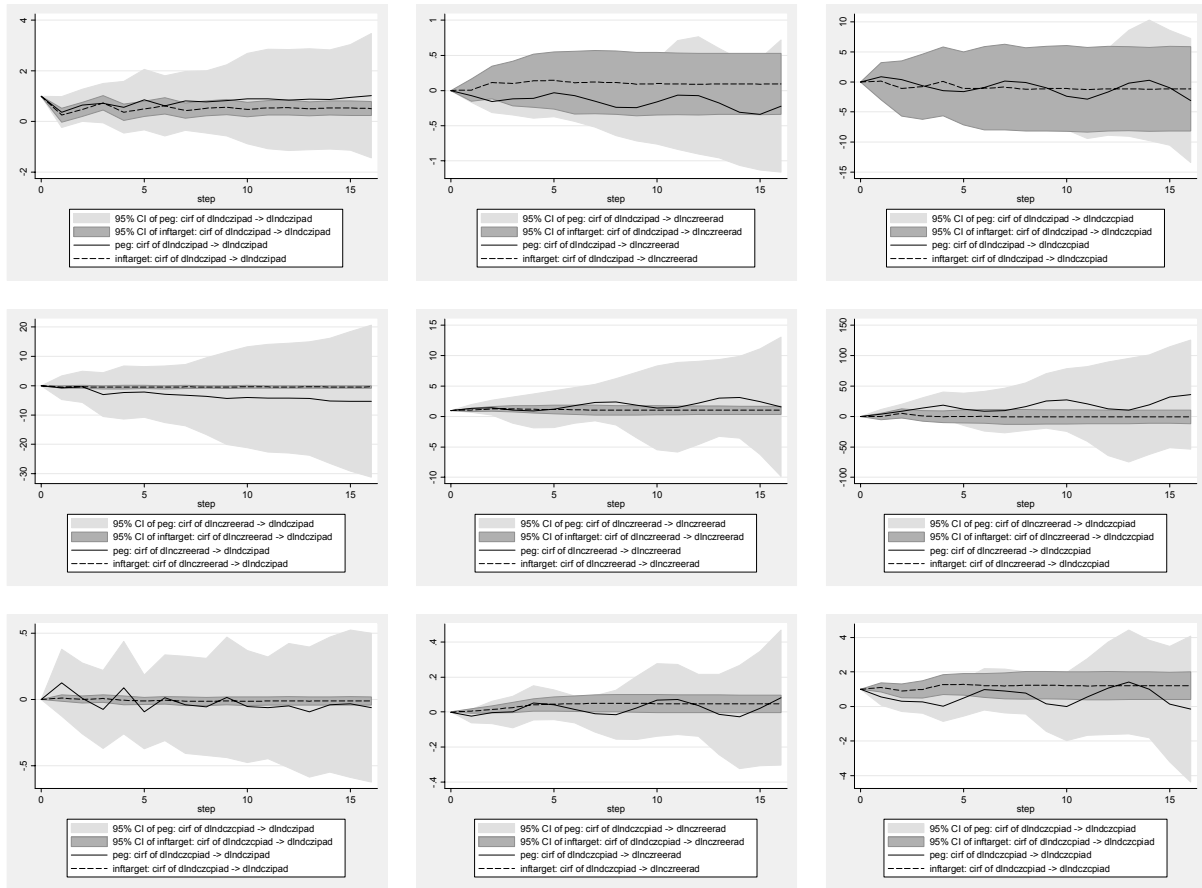 4
2
0
-2
0 5 10 15
step
95% CI of peg: cirf of dlndczipad -> dlndczipad
95% CI of inftarget: cirf of dlndczipad -> dlndczipad
peg: cirf of dlndczipad -> dlndczipad
inftarget: cirf of dlndczipad -> dlndczipad
1
.5
0
-.5
-1
0 5 10 15
step
95% CI of peg: cirf of dlndczipad -> dlnczreerad
95% CI of inftarget: cirf of dlndczipad -> dlnczreerad
peg: cirf of dlndczipad -> dlnczreerad
inftarget: cirf of dlndczipad -> dlnczreerad
10
5
0
-5
-10
-15
0 5 10 15
step
95% CI of peg: cirf of dlndczipad -> dlndczcpiad
95% CI of inftarget: cirf of dlndczipad -> dlndczcpiad
peg: cirf of dlndczipad -> dlndczcpiad
inftarget: cirf of dlndczipad -> dlndczcpiad
20
10
0
-10
-20
-30
0 5 10 15
step
95% CI of peg: cirf of dlnczreerad -> dlndczipad
95% CI of inftarget: cirf of dlnczreerad -> dlndczipad
peg: cirf of dlnczreerad -> dlndczipad
inftarget: cirf of dlnczreerad -> dlndczipad
15
10
5
0
-5
-10
0 5 10 15
step
95% CI of peg: cirf of dlnczreerad -> dlnczreerad
95% CI of inftarget: cirf of dlnczreerad -> dlnczreerad
peg: cirf of dlnczreerad -> dlnczreerad
inftarget: cirf of dlnczreerad -> dlnczreerad
150
100
50
0
-50
-100
0 5 10 15
step
95% CI of peg: cirf of dlnczreerad -> dlndczcpiad
95% CI of inftarget: cirf of dlnczreerad -> dlndczcpiad
peg: cirf of dlnczreerad -> dlndczcpiad
inftarget: cirf of dlnczreerad -> dlndczcpiad
.5
0
-.5
0 5 10 15
step
95% CI of peg: cirf of dlndczcpiad -> dlndczipad
95% CI of inftarget: cirf of dlndczcpiad -> dlndczipad
peg: cirf of dlndczcpiad -> dlndczipad
inftarget: cirf of dlndczcpiad -> dlndczipad
.4
.2
0
-.2
-.4
0 5 10 15
step
95% CI of peg: cirf of dlndczcpiad -> dlnczreerad
95% CI of inftarget: cirf of dlndczcpiad -> dlnczreerad
peg: cirf of dlndczcpiad -> dlnczreerad
inftarget: cirf of dlndczcpiad -> dlnczreerad
4
2
0
-2
-4
0 5 10 15
step
95% CI of peg: cirf of dlndczcpiad -> dlndczcpiad
95% CI of inftarget: cirf of dlndczcpiad -> dlndczcpiad
peg: cirf of dlndczcpiad -> dlndczcpiad
inftarget: cirf of dlndczcpiad -> dlndczcpiad